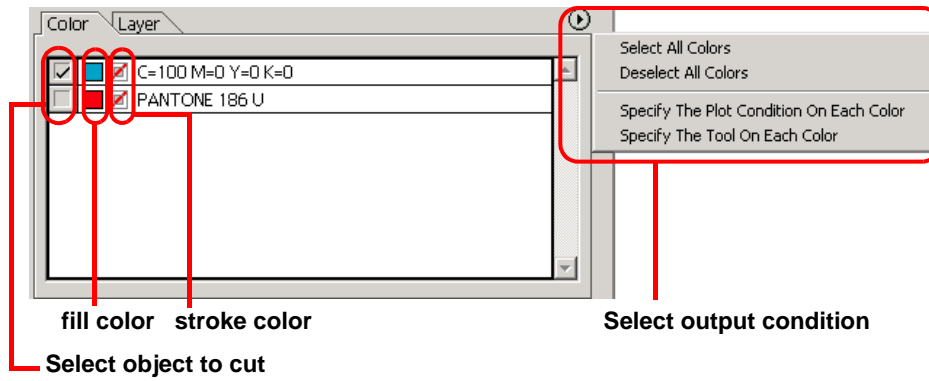 Color Layer
C=100 M=0 Y=0 K=0
PANTONE 186 U
Select All Colors
Deselect All Colors
Specify The Plot Condition On Each Color
Specify The Tool On Each Color
fill color stroke color
Select output condition
Select object to cut